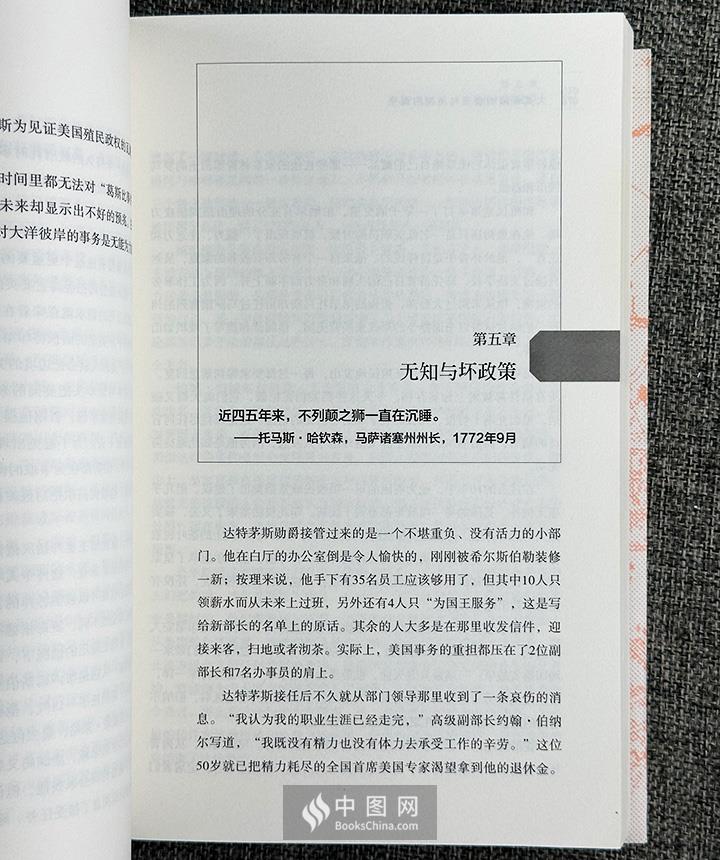 斯为见证美国殖民政权的
时间里都无法对“葛斯比
未来却显示出不好的预兆
对大洋彼岸的事务是无能为
第五章
无知与坏政策
近四五年来，不列颠之狮一直在沉睡。
——托马斯·哈钦森，马萨诸塞州州长，1772年9月
达特茅斯勋爵接管过来的是一个不堪重负、没有活力的小部
门。他在白厅的办公室倒是令人愉快的，刚刚被希尔斯伯勒装修
一新；按理来说，他手下有35名员工应该够用了，但其中10人只
领薪水而从未来上过班，另外还有4人只“为国王服务”，这是写
给新部长的名单上的原话。其余的人大多是在那里收发信件，迎
接来客，扫地或者沏茶。实际上，美国事务的重担都压在了2位副
部长和7名办事员的肩上。
达特茅斯接任后不久就从部门领导那里收到了一条哀伤的消
息。“我认为我的职业生涯已经走完，”高级副部长约翰·伯纳
尔写道，“我既没有精力也没有体力去承受工作的辛劳。”这位
50岁就已把精力耗尽的全国首席美国专家渴望拿到他的退休金。
中图网
BooksChina.com